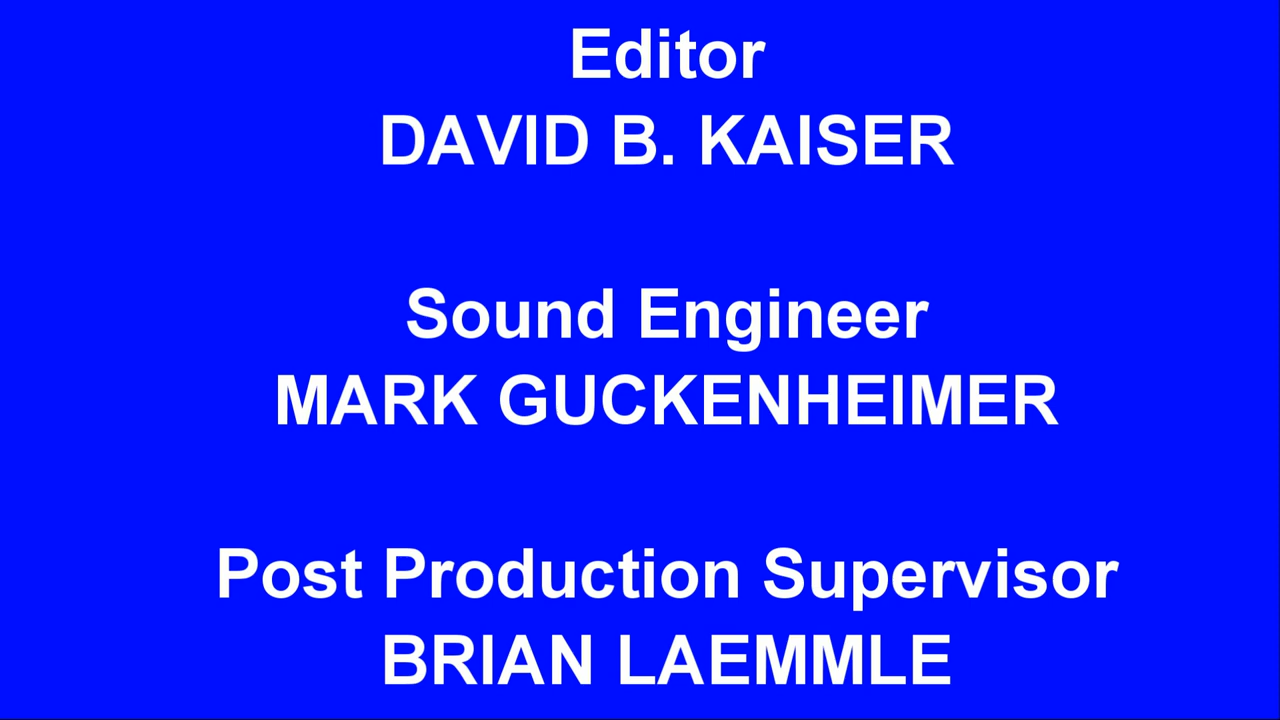 Editor
DAVID B. KAISER
Sound Engineer
MARK GUCKENHEIMER
Post Production Supervisor
BRIAN LAEMMLE